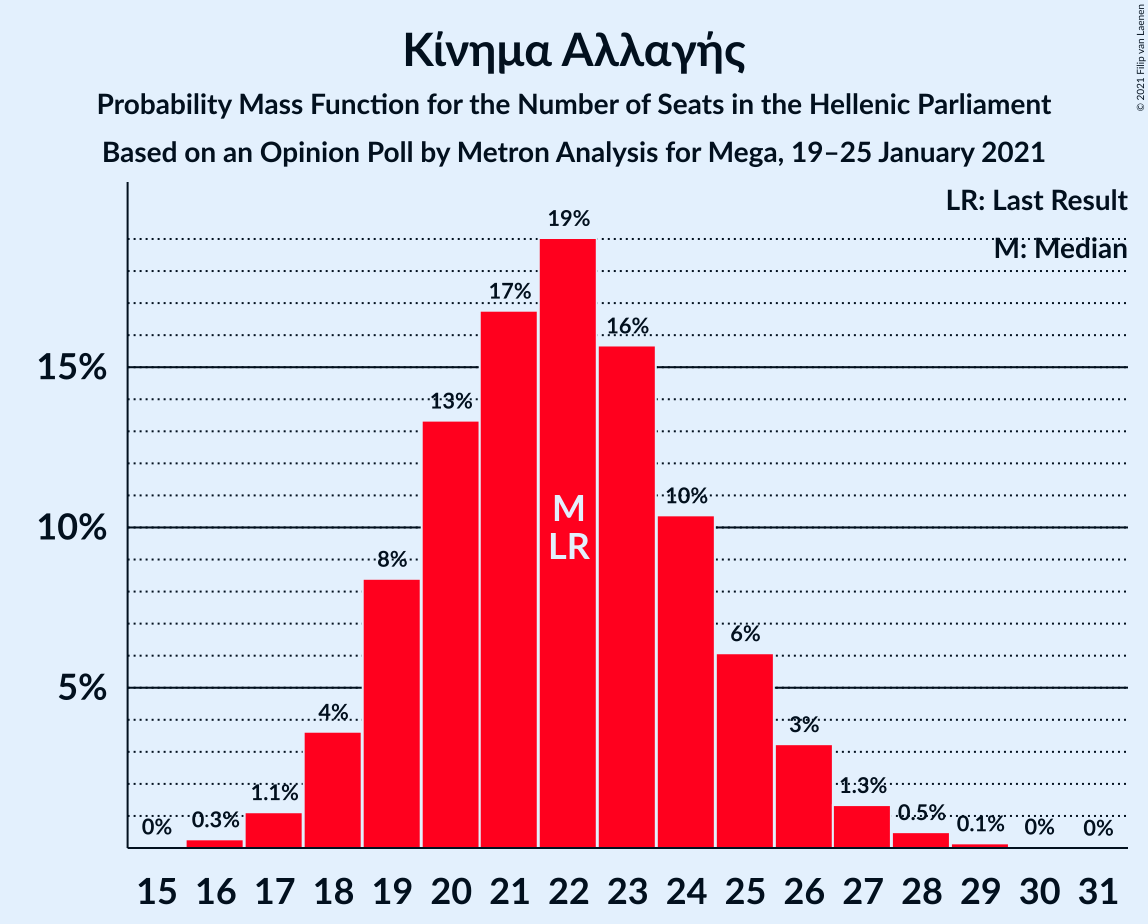 Κίνημα Αλλαγής
Probability Mass Function for the Number of Seats in the Hellenic Parliament
Based on an Opinion Poll by Metron Analysis for Mega, 19–25 January 2021
© 2021 Filip van Laenen
LR: Last Result
M: Median
15%
10%
5%
0%
0.3%
1.1%
4%
8%
13%
17%
19%
16%
10%
6%
3%
1.3%
0.5%
0.1%
0%
0%
M
LR
15 16 17 18 19 20 21 22 23 24 25 26 27 28 29 30 31